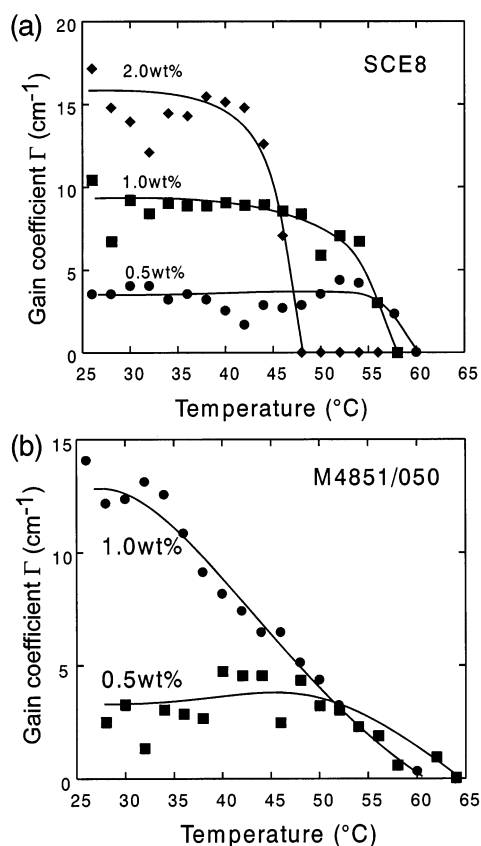 (a)
20
15
10
5
0
Gain coefficient Γ (cm⁻¹)
SCE8
2.0wt%
1.0wt%
0.5wt%
25 30 35 40 45 50 55 60 65
Temperature (°C)
(b)
15
10
5
0
Gain coefficient Γ (cm⁻¹)
M4851/050
1.0wt%
0.5wt%
25 30 35 40 45 50 55 60 65
Temperature (°C)